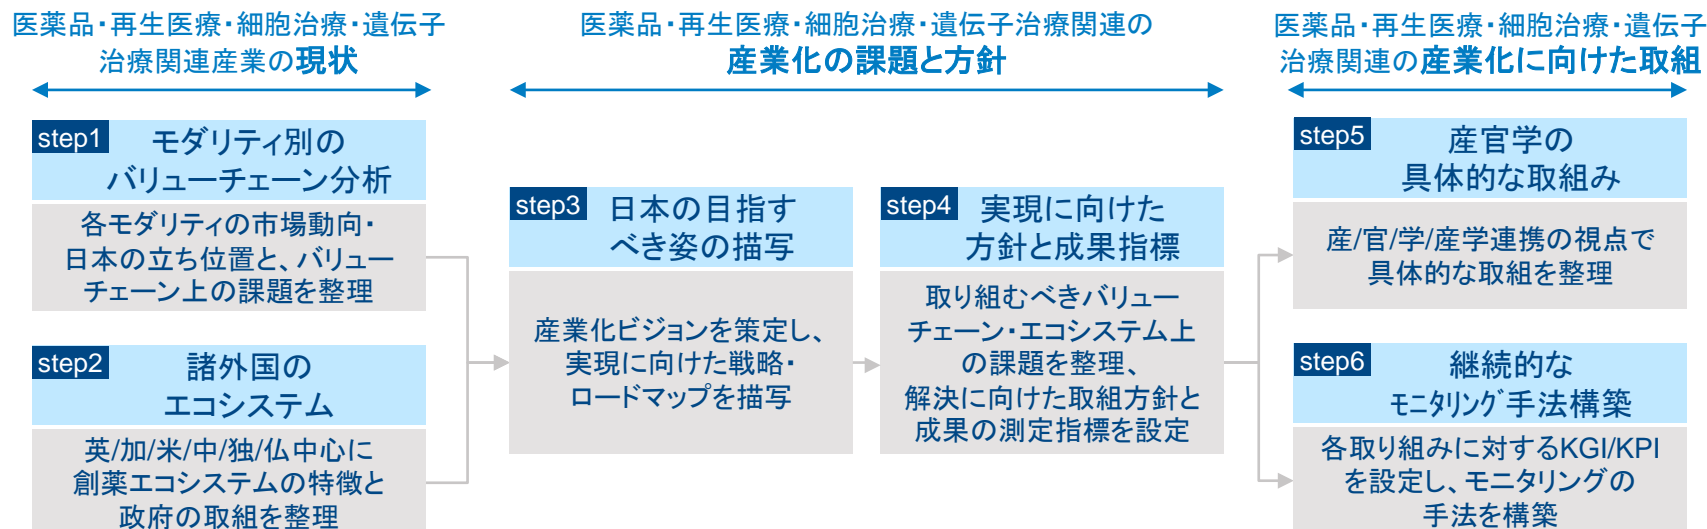 医薬品・再生医療・細胞治療・遺伝子
治療関連産業の現状
医薬品・再生医療・細胞治療・遺伝子治療関連の
産業化の課題と方針
医薬品・再生医療・細胞治療・遺伝子
治療関連の産業化に向けた取組
step1
モダリティ別の
バリューチェーン分析
各モダリティの市場動向・
日本の立ち位置と、バリュー
チェーン上の課題を整理
step2
諸外国の
エコシステム
英/加/米/中/独/仏中心に
創薬エコシステムの特徴と
政府の取組を整理
step3
日本の目指す
べき姿の描写
産業化ビジョンを策定し、
実現に向けた戦略・
ロードマップを描写
step4
実現に向けた
方針と成果指標
取り組むべきバリュー
チェーン・エコシステム上
の課題を整理、
解決に向けた取組方針と
成果の測定指標を設定
step5
産官学の
具体的な取組み
産/官/学/産学連携の視点で
具体的な取組を整理
step6
継続的な
ﾓﾆﾀﾘﾝｸﾞ手法構築
各取り組みに対するKGI/KPI
を設定し、モニタリングの
手法を構築